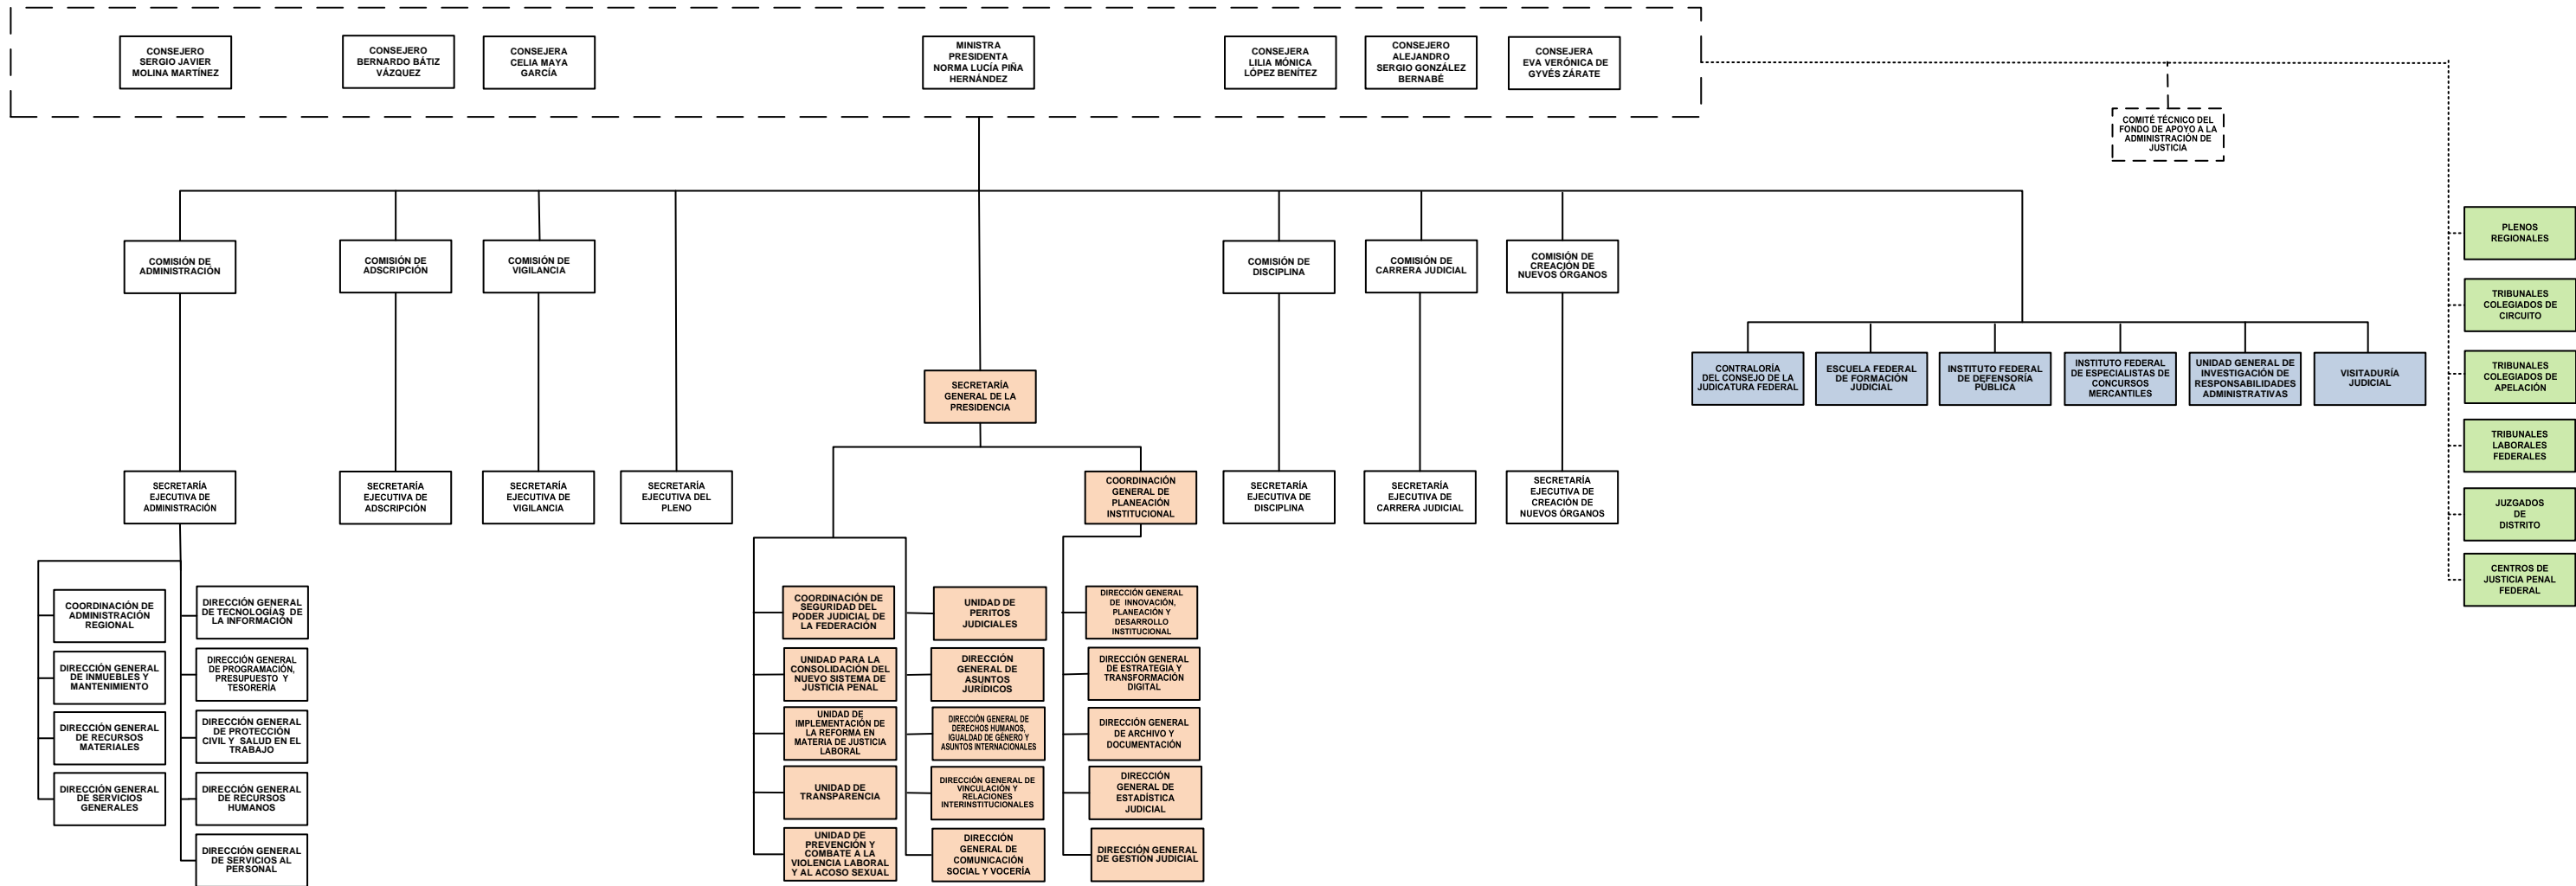 CONSEJERO
SERGIO JAVIER
MOLINA MARTÍNEZ
CONSEJERO
BERNARDO BÁTIZ
VÁZQUEZ
CONSEJERA
CELIA MAYA
GARCÍA
MINISTRA
PRESIDENTA
NORMA LUCÍA PIÑA
HERNÁNDEZ
CONSEJERA
LILIA MÓNICA
LÓPEZ BENÍTEZ
CONSEJERO
ALEJANDRO
SERGIO GONZÁLEZ
BERNABÉ
CONSEJERA
EVA VERÓNICA DE
GYVÉS ZÁRATE
COMITÉ TÉCNICO DEL
FONDO DE APOYO A LA
ADMINISTRACIÓN DE
JUSTICIA
COMISIÓN DE
ADMINISTRACIÓN
COMISIÓN DE
ADSCRIPCIÓN
COMISIÓN DE
VIGILANCIA
COMISIÓN DE
DISCIPLINA
COMISIÓN DE
CARRERA JUDICIAL
COMISIÓN DE
CREACIÓN DE
NUEVOS ÓRGANOS
SECRETARÍA
GENERAL DE LA
PRESIDENCIA
CONTRALORÍA
DEL CONSEJO DE LA
JUDICATURA FEDERAL
ESCUELA FEDERAL
DE FORMACIÓN
JUDICIAL
INSTITUTO FEDERAL
DE DEFENSORÍA
PÚBLICA
INSTITUTO FEDERAL
DE ESPECIALISTAS DE
CONCURSOS
MERCANTILES
UNIDAD GENERAL DE
INVESTIGACIÓN DE
RESPONSABILIDADES
ADMINISTRATIVAS
VISITADURÍA
JUDICIAL
PLENOS
REGIONALES
TRIBUNALES
COLEGIADOS DE
CIRCUITO
TRIBUNALES
COLEGIADOS DE
APELACIÓN
TRIBUNALES
LABORALES
FEDERALES
JUZGADOS
DE
DISTRITO
CENTROS DE
JUSTICIA PENAL
FEDERAL
SECRETARÍA
EJECUTIVA DE
ADMINISTRACIÓN
SECRETARÍA
EJECUTIVA DE
ADSCRIPCIÓN
SECRETARÍA
EJECUTIVA DE
VIGILANCIA
SECRETARÍA
EJECUTIVA DEL
PLENO
COORDINACIÓN
GENERAL DE
PLANEACIÓN
INSTITUCIONAL
SECRETARÍA
EJECUTIVA DE
DISCIPLINA
SECRETARÍA
EJECUTIVA DE
CARRERA JUDICIAL
SECRETARÍA
EJECUTIVA DE
CREACIÓN DE
NUEVOS ÓRGANOS
COORDINACIÓN DE
ADMINISTRACIÓN
REGIONAL
DIRECCIÓN GENERAL
DE INMUEBLES Y
MANTENIMIENTO
DIRECCIÓN GENERAL
DE RECURSOS
MATERIALES
DIRECCIÓN GENERAL
DE SERVICIOS
GENERALES
DIRECCIÓN GENERAL
DE TECNOLOGÍAS DE
LA INFORMACIÓN
DIRECCIÓN GENERAL
DE PROGRAMACIÓN,
PRESUPUESTO Y
TESORERÍA
DIRECCIÓN GENERAL
DE PROTECCIÓN
CIVIL Y SALUD EN EL
TRABAJO
DIRECCIÓN GENERAL
DE RECURSOS
HUMANOS
DIRECCIÓN GENERAL
DE SERVICIOS AL
PERSONAL
COORDINACIÓN DE
SEGURIDAD DEL
PODER JUDICIAL DE
LA FEDERACIÓN
UNIDAD PARA LA
CONSOLIDACIÓN DEL
NUEVO SISTEMA DE
JUSTICIA PENAL
UNIDAD DE
IMPLEMENTACIÓN DE
LA REFORMA EN
MATERIA DE JUSTICIA
LABORAL
UNIDAD DE
TRANSPARENCIA
UNIDAD DE
PREVENCIÓN Y
COMBATE A LA
VIOLENCIA LABORAL
Y AL ACOSO SEXUAL
UNIDAD DE
PERITOS
JUDICIALES
DIRECCIÓN
GENERAL DE
ASUNTOS
JURÍDICOS
DIRECCIÓN GENERAL DE
DERECHOS HUMANOS,
IGUALDAD DE GÉNERO Y
ASUNTOS INTERNACIONALES
DIRECCIÓN GENERAL DE
VINCULACIÓN Y
RELACIONES
INTERINSTITUCIONALES
DIRECCIÓN
GENERAL DE
COMUNICACIÓN
SOCIAL Y VOCERÍA
DIRECCIÓN GENERAL
DE INNOVACIÓN,
PLANEACIÓN Y
DESARROLLO
INSTITUCIONAL
DIRECCIÓN GENERAL
DE ESTRATEGIA Y
TRANSFORMACIÓN
DIGITAL
DIRECCIÓN GENERAL
DE ARCHIVO Y
DOCUMENTACIÓN
DIRECCIÓN
GENERAL DE
ESTADÍSTICA
JUDICIAL
DIRECCIÓN GENERAL
DE GESTIÓN JUDICIAL